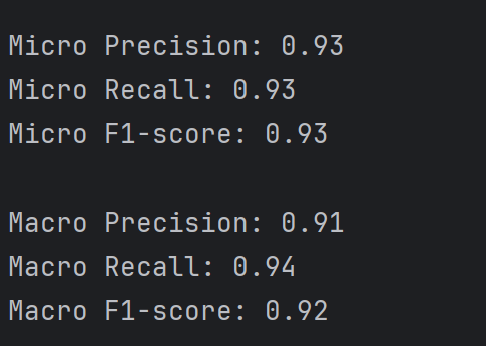 Micro Precision: 0.93
Micro Recall: 0.93
Micro F1-score: 0.93
Macro Precision: 0.91
Macro Recall: 0.94
Macro F1-score: 0.92